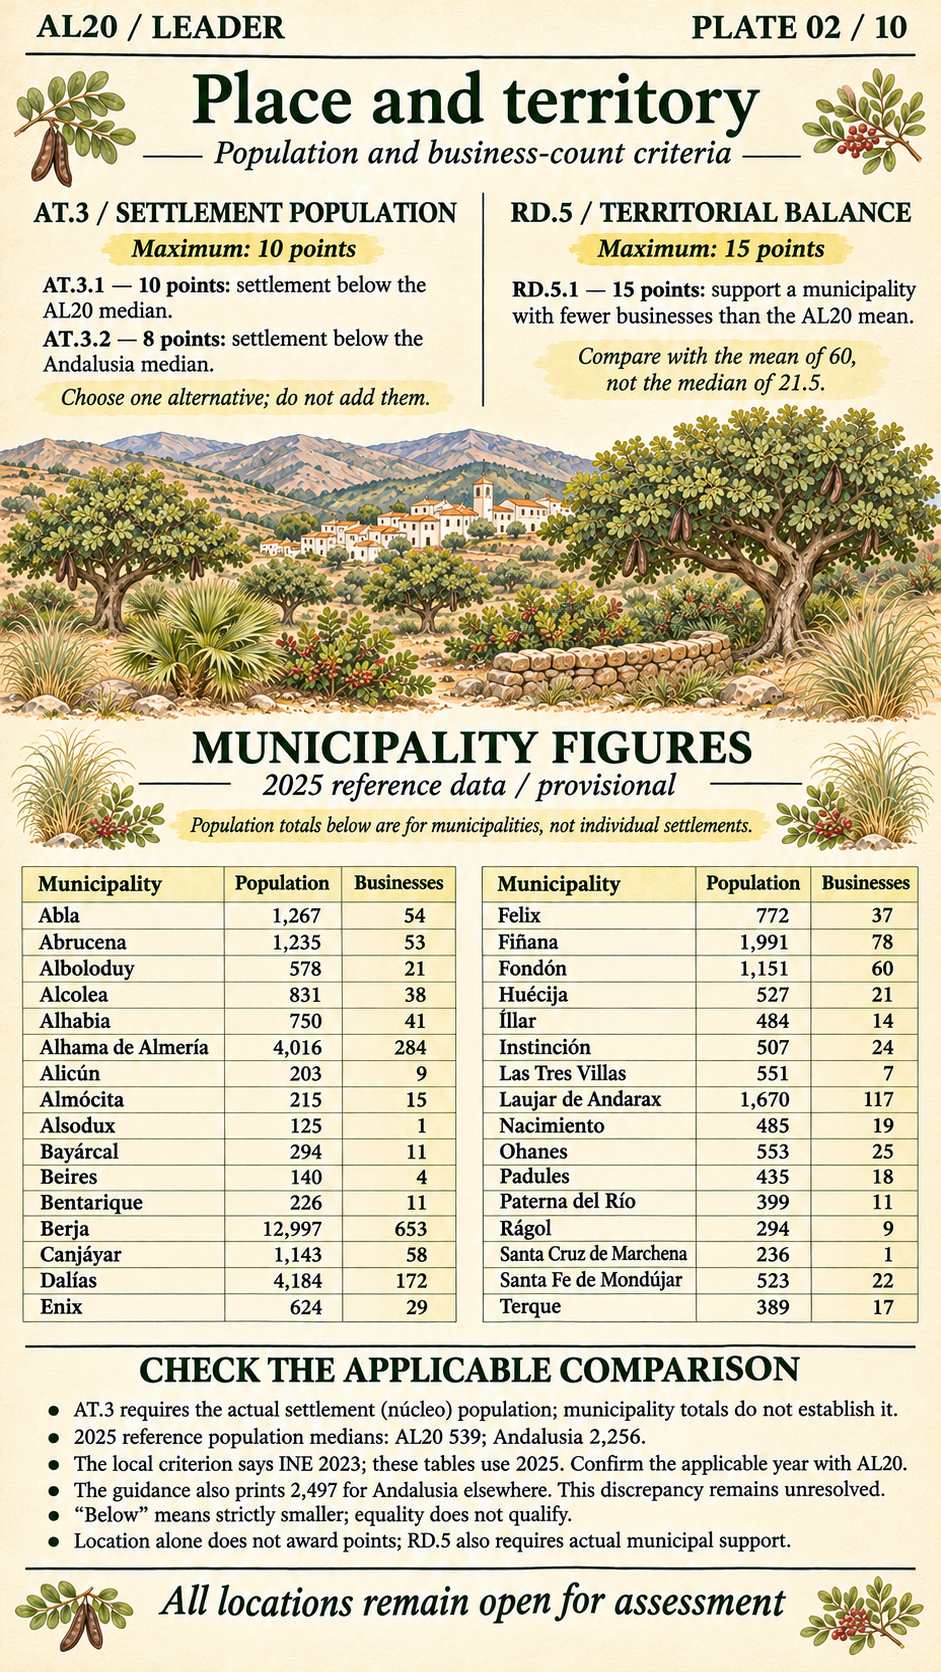 AL20 / LEADER
PLATE 02 / 10
Place and territory
Population and business-count criteria
AT.3 / SETTLEMENT POPULATION
Maximum: 10 points
AT.3.1 — 10 points: settlement below the
AL20 median.
AT.3.2 — 8 points: settlement below the
Andalusia median.
Choose one alternative; do not add them.
RD.5 / TERRITORIAL BALANCE
Maximum: 15 points
RD.5.1 — 15 points: support a municipality
with fewer businesses than the AL20 mean.
Compare with the mean of 60,
not the median of 21.5.
MUNICIPALITY FIGURES
2025 reference data / provisional
Population totals below are for municipalities, not individual settlements.
Municipality Population Businesses
Abla 1,267 54
Abrucena 1,235 53
Alboloduy 578 21
Alcolea 831 38
Alhabia 750 41
Alhama de Almería 4,016 284
Alicún 203 9
Almócita 215 15
Alsodux 125 1
Bayárcal 294 11
Beires 140 4
Bentarique 226 11
Berja 12,997 653
Canjáyar 1,143 58
Dalías 4,184 172
Enix 624 29
Municipality Population Businesses
Felix 772 37
Fiñana 1,991 78
Fondón 1,151 60
Huécija 527 21
Íllar 484 14
Instinción 507 24
Las Tres Villas 551 7
Laujar de Andarax 1,670 117
Nacimiento 485 19
Ohanes 553 25
Padules 435 18
Paterna del Río 399 11
Rágol 294 9
Santa Cruz de Marchena 236 1
Santa Fe de Mondújar 523 22
Terque 389 17
CHECK THE APPLICABLE COMPARISON
● AT.3 requires the actual settlement (núcleo) population; municipality totals do not establish it.
● 2025 reference population medians: AL20 539; Andalusia 2,256.
● The local criterion says INE 2023; these tables use 2025. Confirm the applicable year with AL20.
● The guidance also prints 2,497 for Andalusia elsewhere. This discrepancy remains unresolved.
● “Below” means strictly smaller; equality does not qualify.
● Location alone does not award points; RD.5 also requires actual municipal support.
All locations remain open for assessment